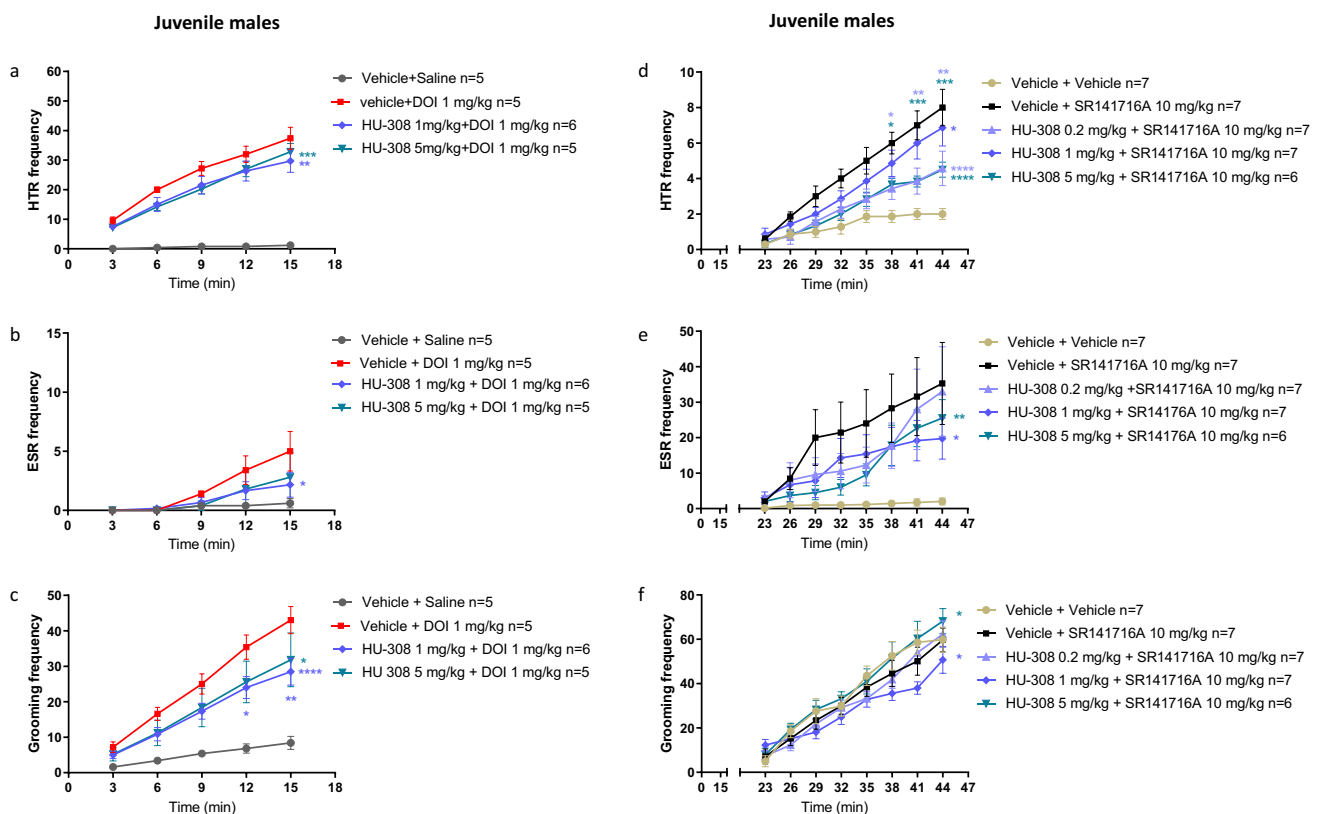 Juvenile males
a
HTR frequency
60
50
40
30
20
10
0
0 3 6 9 12 15 18
Time (min)
Vehicle+Saline n=5
vehicle+DOI 1 mg/kg n=5
HU-308 1mg/kg+DOI 1 mg/kg n=6
HU-308 5mg/kg+DOI 1 mg/kg n=5
***
**
b
ESR frequency
15
10
5
0
0 3 6 9 12 15 18
Time (min)
Vehicle + Saline n=5
Vehicle + DOI 1 mg/kg n=5
HU-308 1 mg/kg + DOI 1 mg/kg n=6
HU-308 5 mg/kg + DOI 1 mg/kg n=5
*
c
Grooming frequency
50
40
30
20
10
0
0 3 6 9 12 15 18
Time (min)
Vehicle + Saline n=5
Vehicle + DOI 1 mg/kg n=5
HU-308 1 mg/kg + DOI 1 mg/kg n=6
HU 308 5 mg/kg + DOI 1 mg/kg n=5
*
****
**
*
Juvenile males
d
HTR frequency
10
8
6
4
2
0
0 15 23 26 29 32 35 38 41 44 47
Time (min)
Vehicle + Vehicle n=7
Vehicle + SR141716A 10 mg/kg n=7
HU-308 0.2 mg/kg + SR141716A 10 mg/kg n=7
HU-308 1 mg/kg + SR141716A 10 mg/kg n=7
HU-308 5 mg/kg + SR141716A 10 mg/kg n=6
**
***
**
***
*
*
*
****
****
e
ESR frequency
50
40
30
20
10
0
0 15 23 26 29 32 35 38 41 44 47
Time (min)
Vehicle + Vehicle n=7
Vehicle + SR141716A 10 mg/kg n=7
HU-308 0.2 mg/kg +SR141716A 10 mg/kg n=7
HU-308 1 mg/kg + SR14176A 10 mg/kg n=7
HU-308 5 mg/kg + SR14176A 10 mg/kg n=6
**
*
f
Grooming frequency
80
60
40
20
0
0 15 23 26 29 32 35 38 41 44 47
Time (min)
Vehicle + Vehicle n=7
Vehicle + SR141716A 10 mg/kg n=7
HU-308 0.2 mg/kg + SR141716A 10 mg/kg n=7
HU-308 1 mg/kg + SR141716A 10 mg/kg n=7
HU-308 5 mg/kg + SR141716A 10 mg/kg n=6
*
*